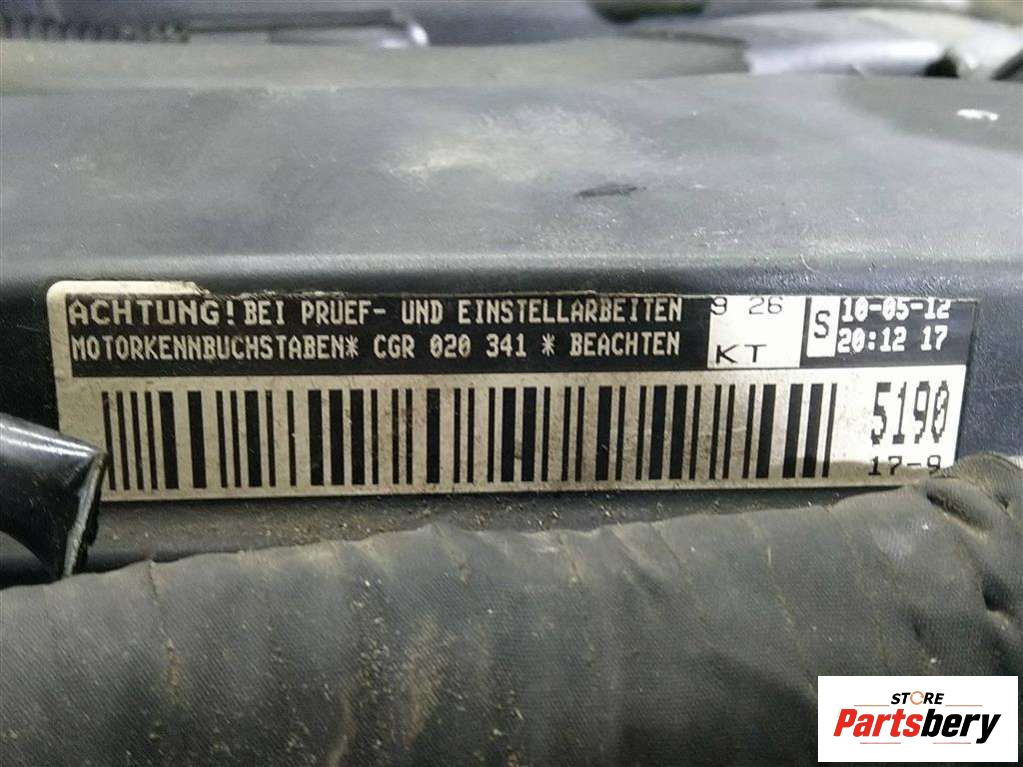 ACHTUNG! BEI PRUEF- UND EINSTELLARBEITEN
MOTORKENNBUCHSTABEN* CGR 020 341 * BEACHTEN
9 26
KT
S
10-05-12
20:12 17
5190
17-9
STORE
Partsbery